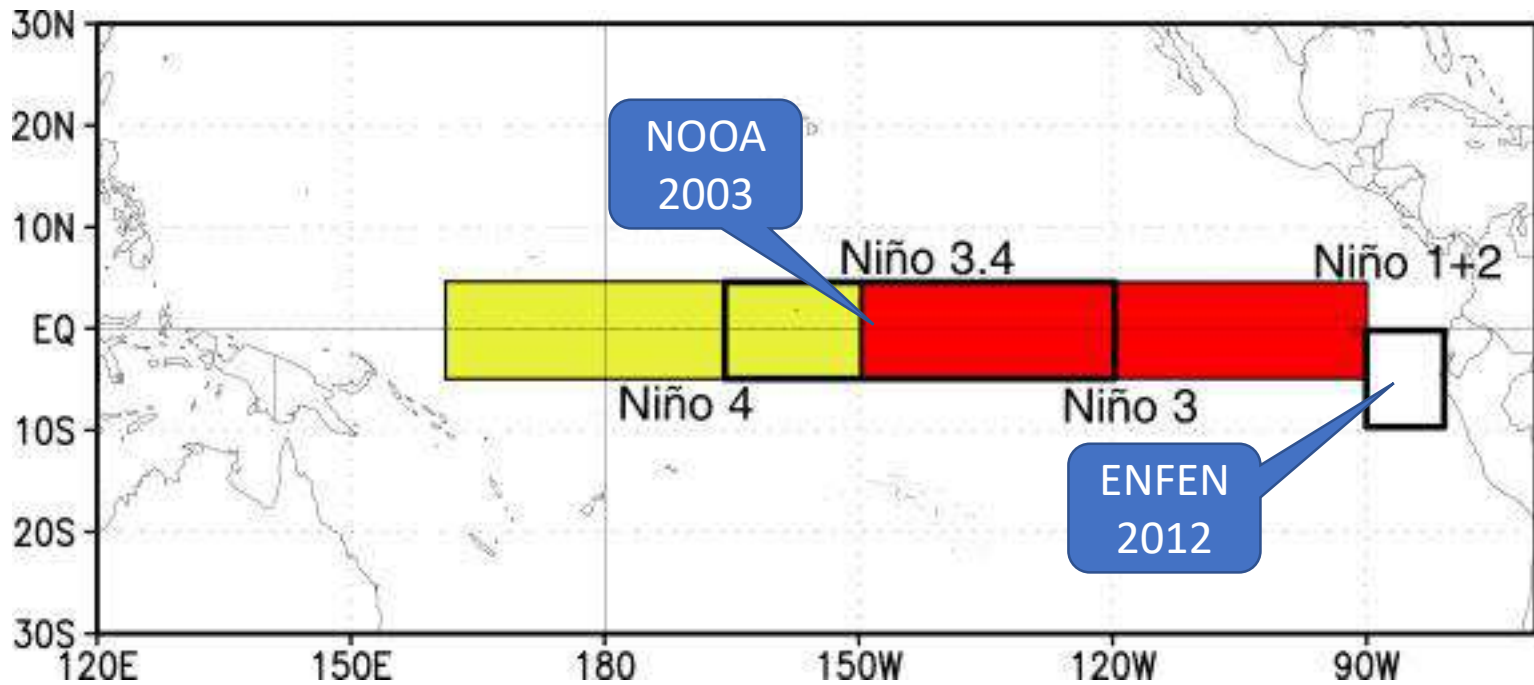 30N
20N
NOOA
2003
10N
Niño 3.4
Niño 1+2
EQ
Niño 4
Niño 3
10S
ENFEN
2012
20S
30S
120E 150E 180 150W 120W 90W